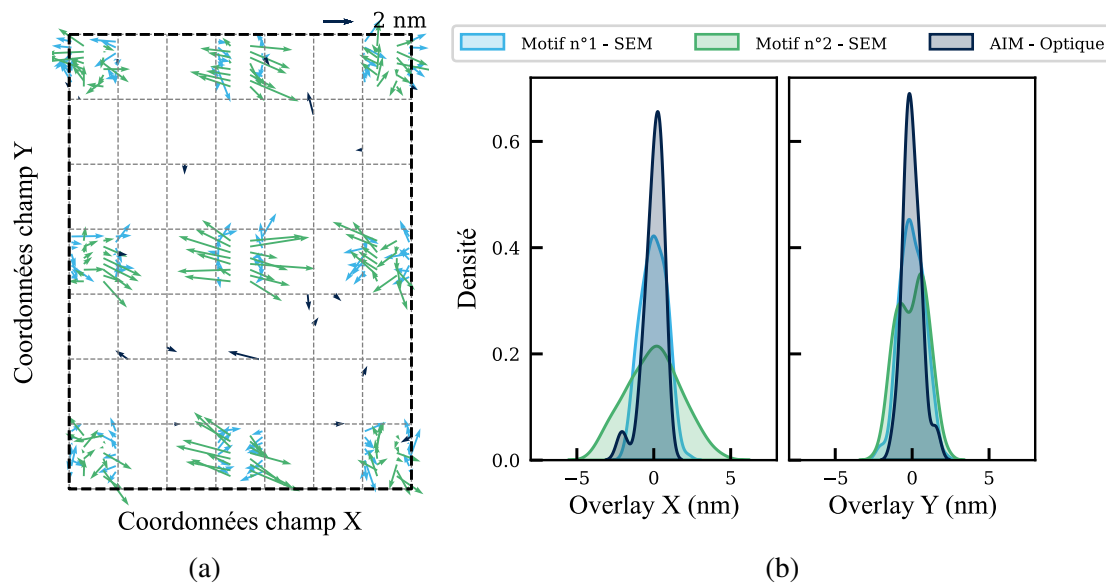 2 nm
Coordonnées champ Y
Coordonnées champ X
(a)
Motif n°1 - SEM
Motif n°2 - SEM
AIM - Optique
Densité
0.6
0.4
0.2
0.0
−5
0
5
−5
0
5
Overlay X (nm)
Overlay Y (nm)
(b)